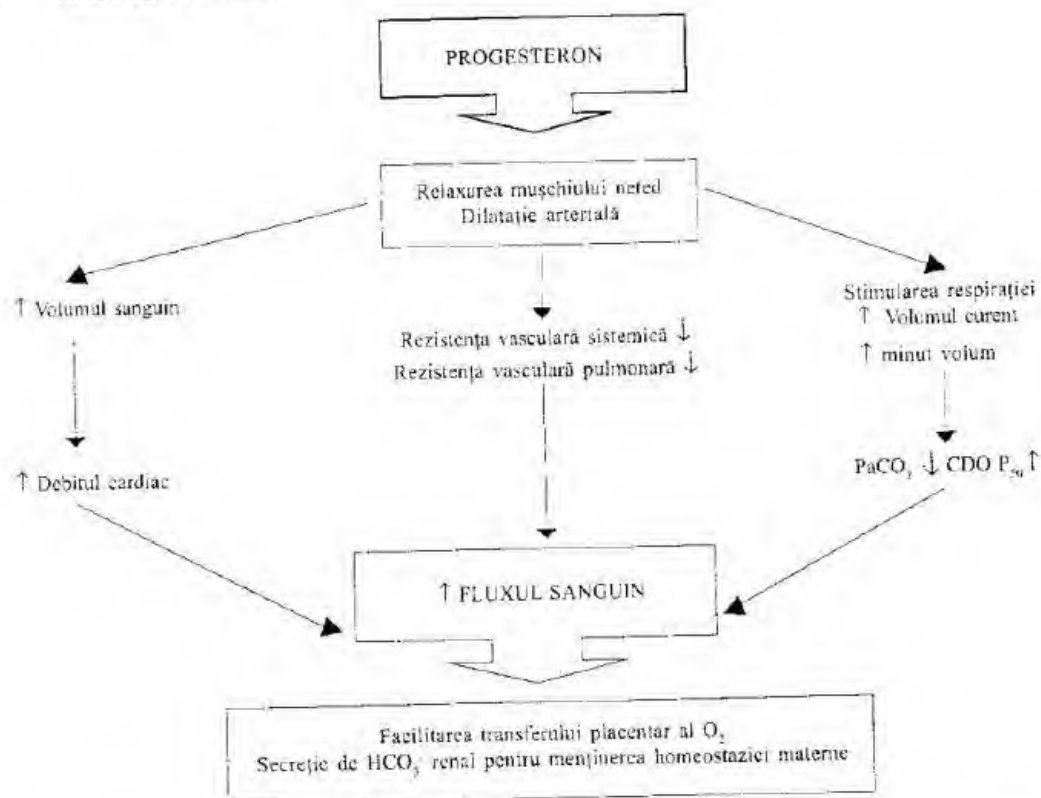 PROGESTERON
Relaxurea mușchiului neted
Dilatație arterială
↑ Volumul sanguin
Stimularea respirației
↑ Volumul curent
↑ minut volum
Rezistența vasculară sistemică ↓
Rezistența vasculară pulmonară ↓
↑ Debitul cardiac
PaCO₂ ↓ CDO P₅₀ ↑
↑ FLUXUL SANGUIN
Facilitarea transferului placentar al O₂
Secreție de HCO₃ renal pentru menținerea homeostaziei materne